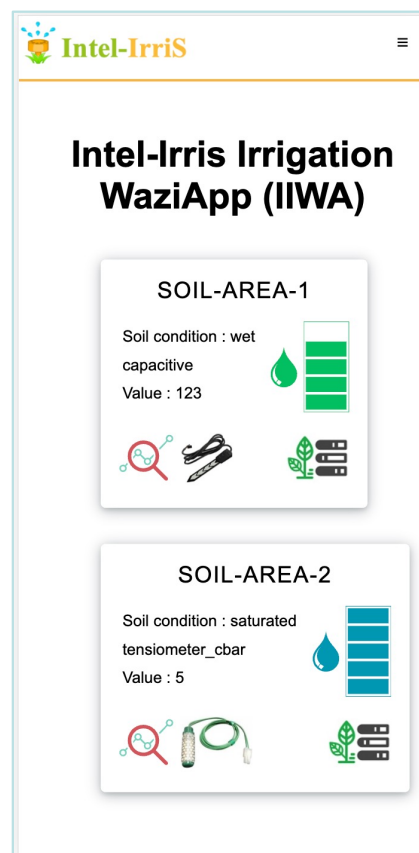 Intel-IrriS
Intel-Irris Irrigation
WaziApp (IIWA)
SOIL-AREA-1
Soil condition : wet
capacitive
Value : 123
SOIL-AREA-2
Soil condition : saturated
tensiometer_cbar
Value : 5